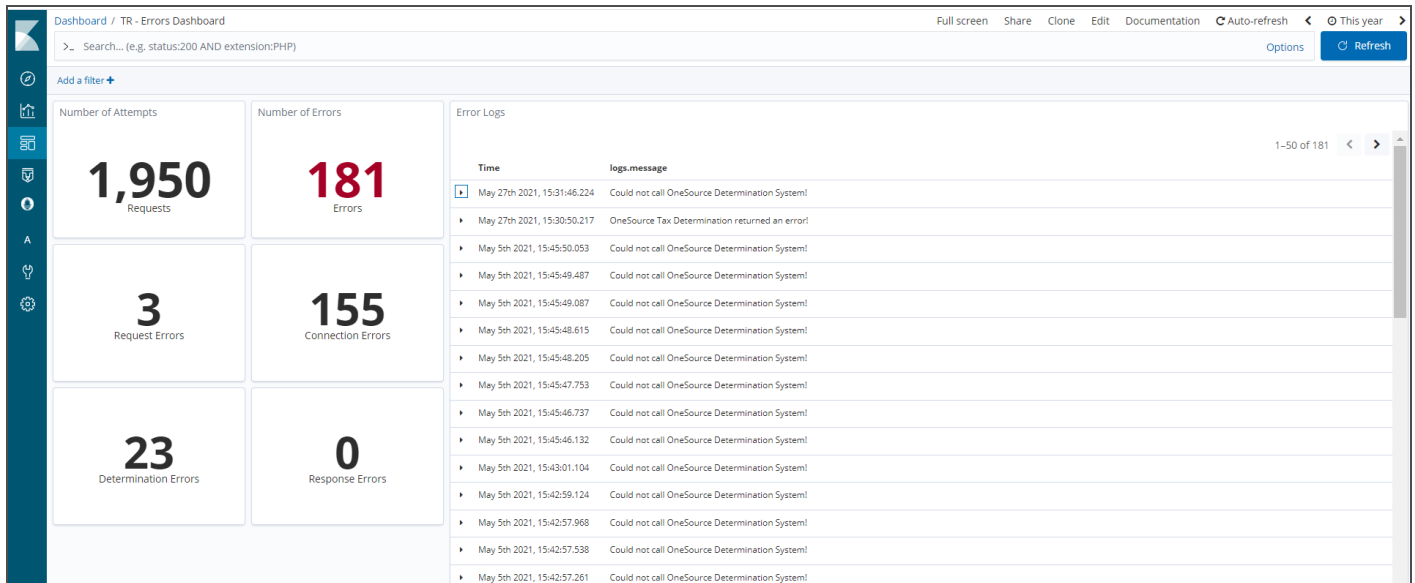 Dashboard / TR - Errors Dashboard Full screen Share Clone Edit Documentation Auto-refresh This year
>_ Search... (e.g. status:200 AND extension:PHP) Options Refresh
Add a filter +
Number of Attempts
1,950
Requests
Number of Errors
181
Errors
3
Request Errors
155
Connection Errors
23
Determination Errors
0
Response Errors
A
Error Logs
1–50 of 181
Time logs.message
May 27th 2021, 15:31:46.224 Could not call OneSource Determination System!
May 27th 2021, 15:30:50.217 OneSource Tax Determination returned an error!
May 5th 2021, 15:45:50.053 Could not call OneSource Determination System!
May 5th 2021, 15:45:49.487 Could not call OneSource Determination System!
May 5th 2021, 15:45:49.087 Could not call OneSource Determination System!
May 5th 2021, 15:45:48.615 Could not call OneSource Determination System!
May 5th 2021, 15:45:48.205 Could not call OneSource Determination System!
May 5th 2021, 15:45:47.753 Could not call OneSource Determination System!
May 5th 2021, 15:45:46.737 Could not call OneSource Determination System!
May 5th 2021, 15:45:46.132 Could not call OneSource Determination System!
May 5th 2021, 15:43:01.104 Could not call OneSource Determination System!
May 5th 2021, 15:42:59.124 Could not call OneSource Determination System!
May 5th 2021, 15:42:57.968 Could not call OneSource Determination System!
May 5th 2021, 15:42:57.538 Could not call OneSource Determination System!
May 5th 2021, 15:42:57.261 Could not call OneSource Determination System!